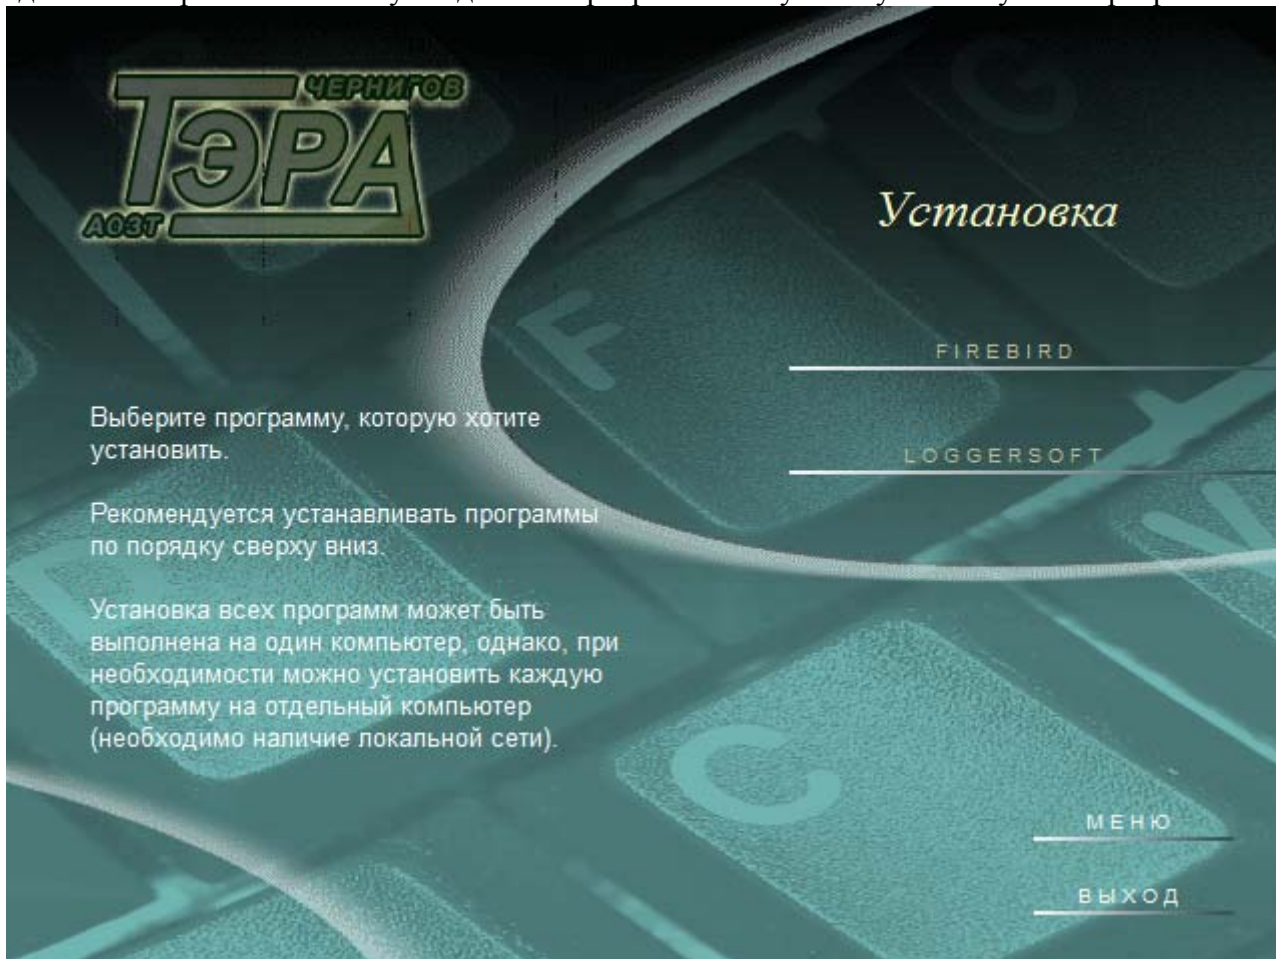 ЧЕРНИГОВ
ТЭРА
АОЗТ
Установка
FIREBIRD
LOGGERSOFT
Выберите программу, которую хотите
установить.
Рекомендуется устанавливать программы
по порядку сверху вниз.
Установка всех программ может быть
выполнена на один компьютер, однако, при
необходимости можно установить каждую
программу на отдельный компьютер
(необходимо наличие локальной сети).
МЕНЮ
ВЫХОД
F
G
V
C